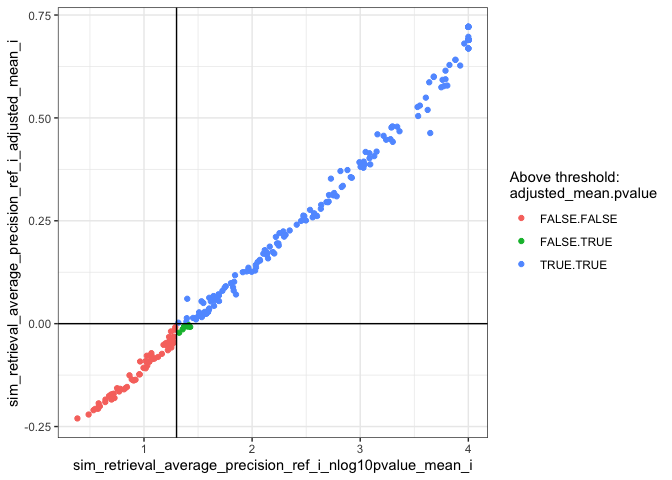 0.75
0.50
0.25
0.00
-0.25
sim_retrieval_average_precision_ref_i_adjusted_mean_i
1
2
3
4
sim_retrieval_average_precision_ref_i_nlog10pvalue_mean_i
Above threshold:
adjusted_mean.pvalue
FALSE.FALSE
FALSE.TRUE
TRUE.TRUE